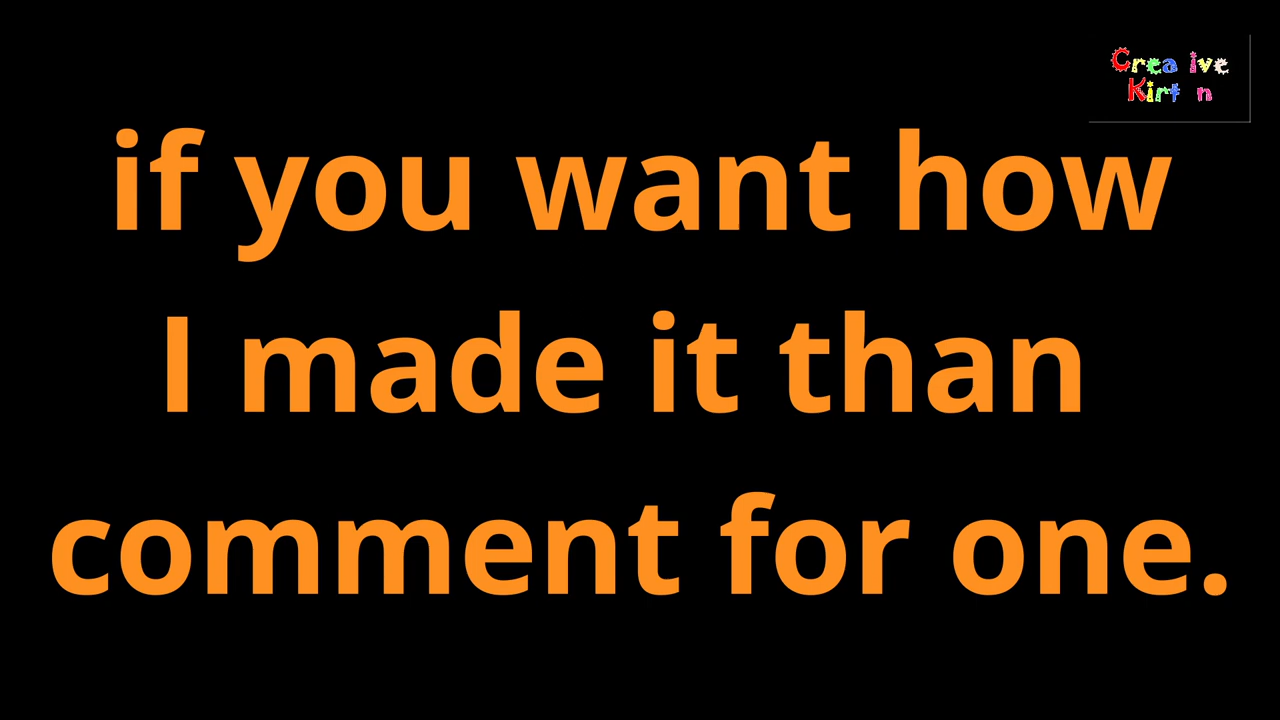 Crea ive
Kirt n
if you want how
I made it than
comment for one.